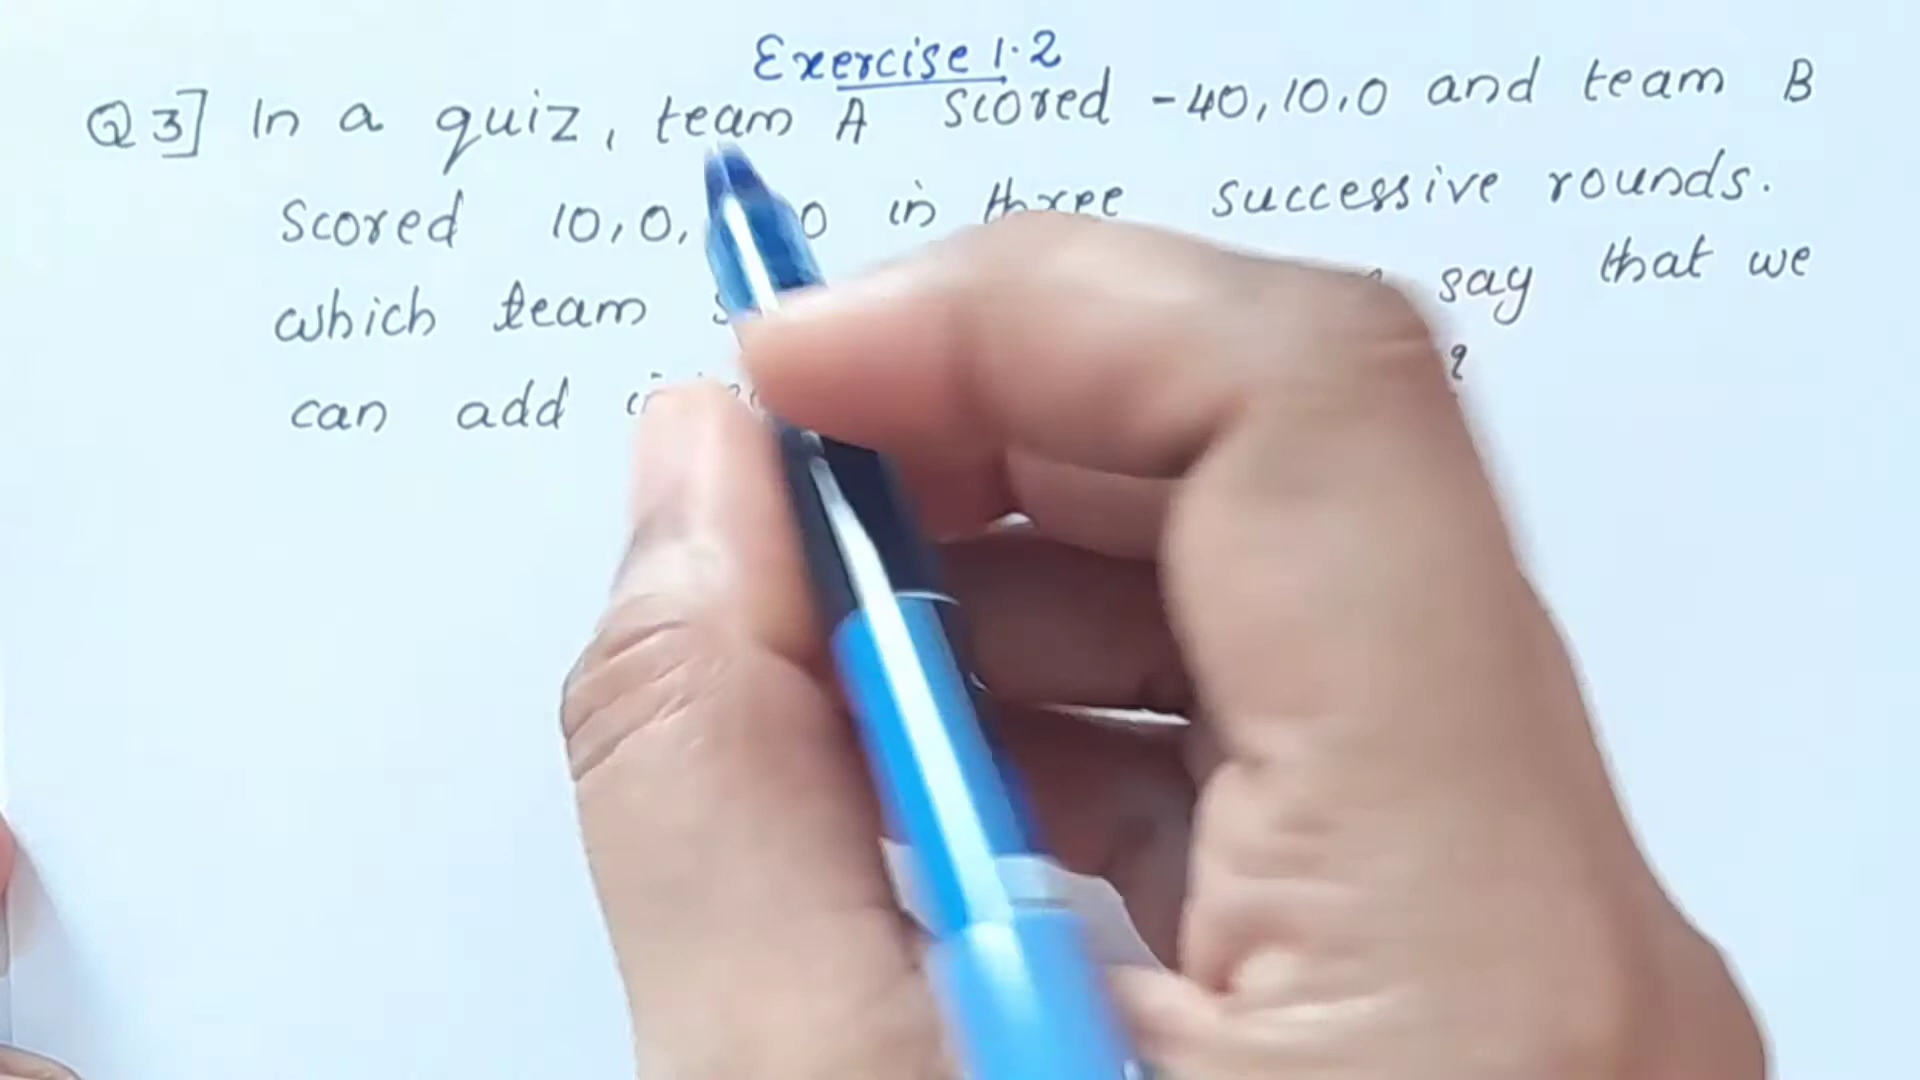 Exercise 1.2
Q3] In a quiz, team A scored -40, 10, 0 and team B
scored 10, 0, 0 in three successive rounds.
which team say that we
can add ?